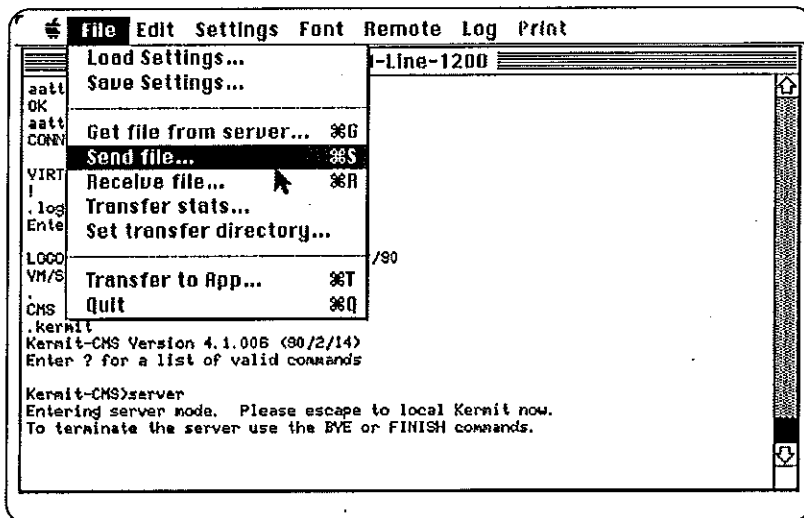 File Edit Settings Font Remote Log Print
-Line-1200
Load Settings...
Save Settings...
Get file from server... ⌘G
Send file... ⌘S
Receive file... ⌘R
Transfer stats...
Set transfer directory...
Transfer to App... ⌘T
Quit ⌘Q
aatt
OK
aatt
CONN
VIRT
!
.log
Ente
LOGO /90
VM/S
.
CMS
.kermit
Kermit-CMS Version 4.1.006 (90/2/14)
Enter ? for a list of valid commands
Kermit-CMS>server
Entering server mode. Please escape to local Kermit now.
To terminate the server use the BYE or FINISH commands.